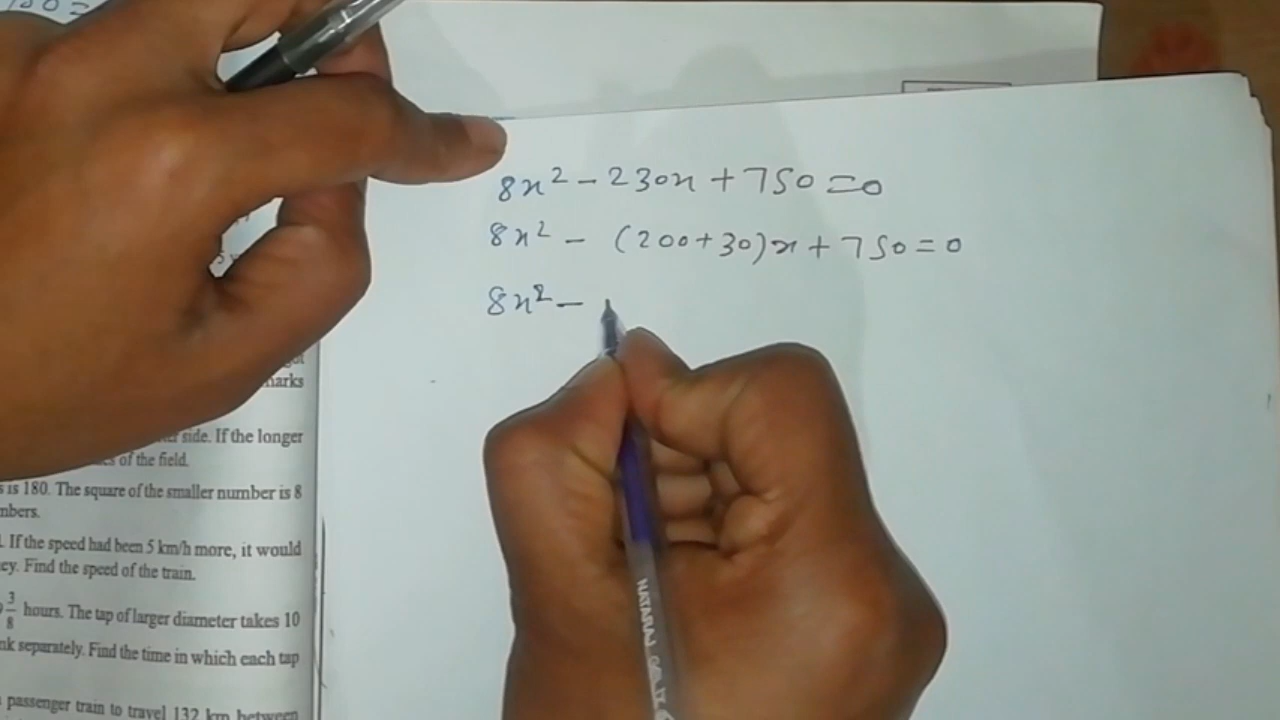 50=
8x² - 230x + 750 = 0
8x² - (200+30)x + 750 = 0
8x² -
marks
side. If the longer
of the field.
is 180. The square of the smaller number is 8
If the speed had been 5 km/h more, it would
Find the speed of the train.
3/8 hours. The tap of larger diameter takes 10
separately. Find the time in which each tap
passenger train to travel 132 km between
NATARAJ